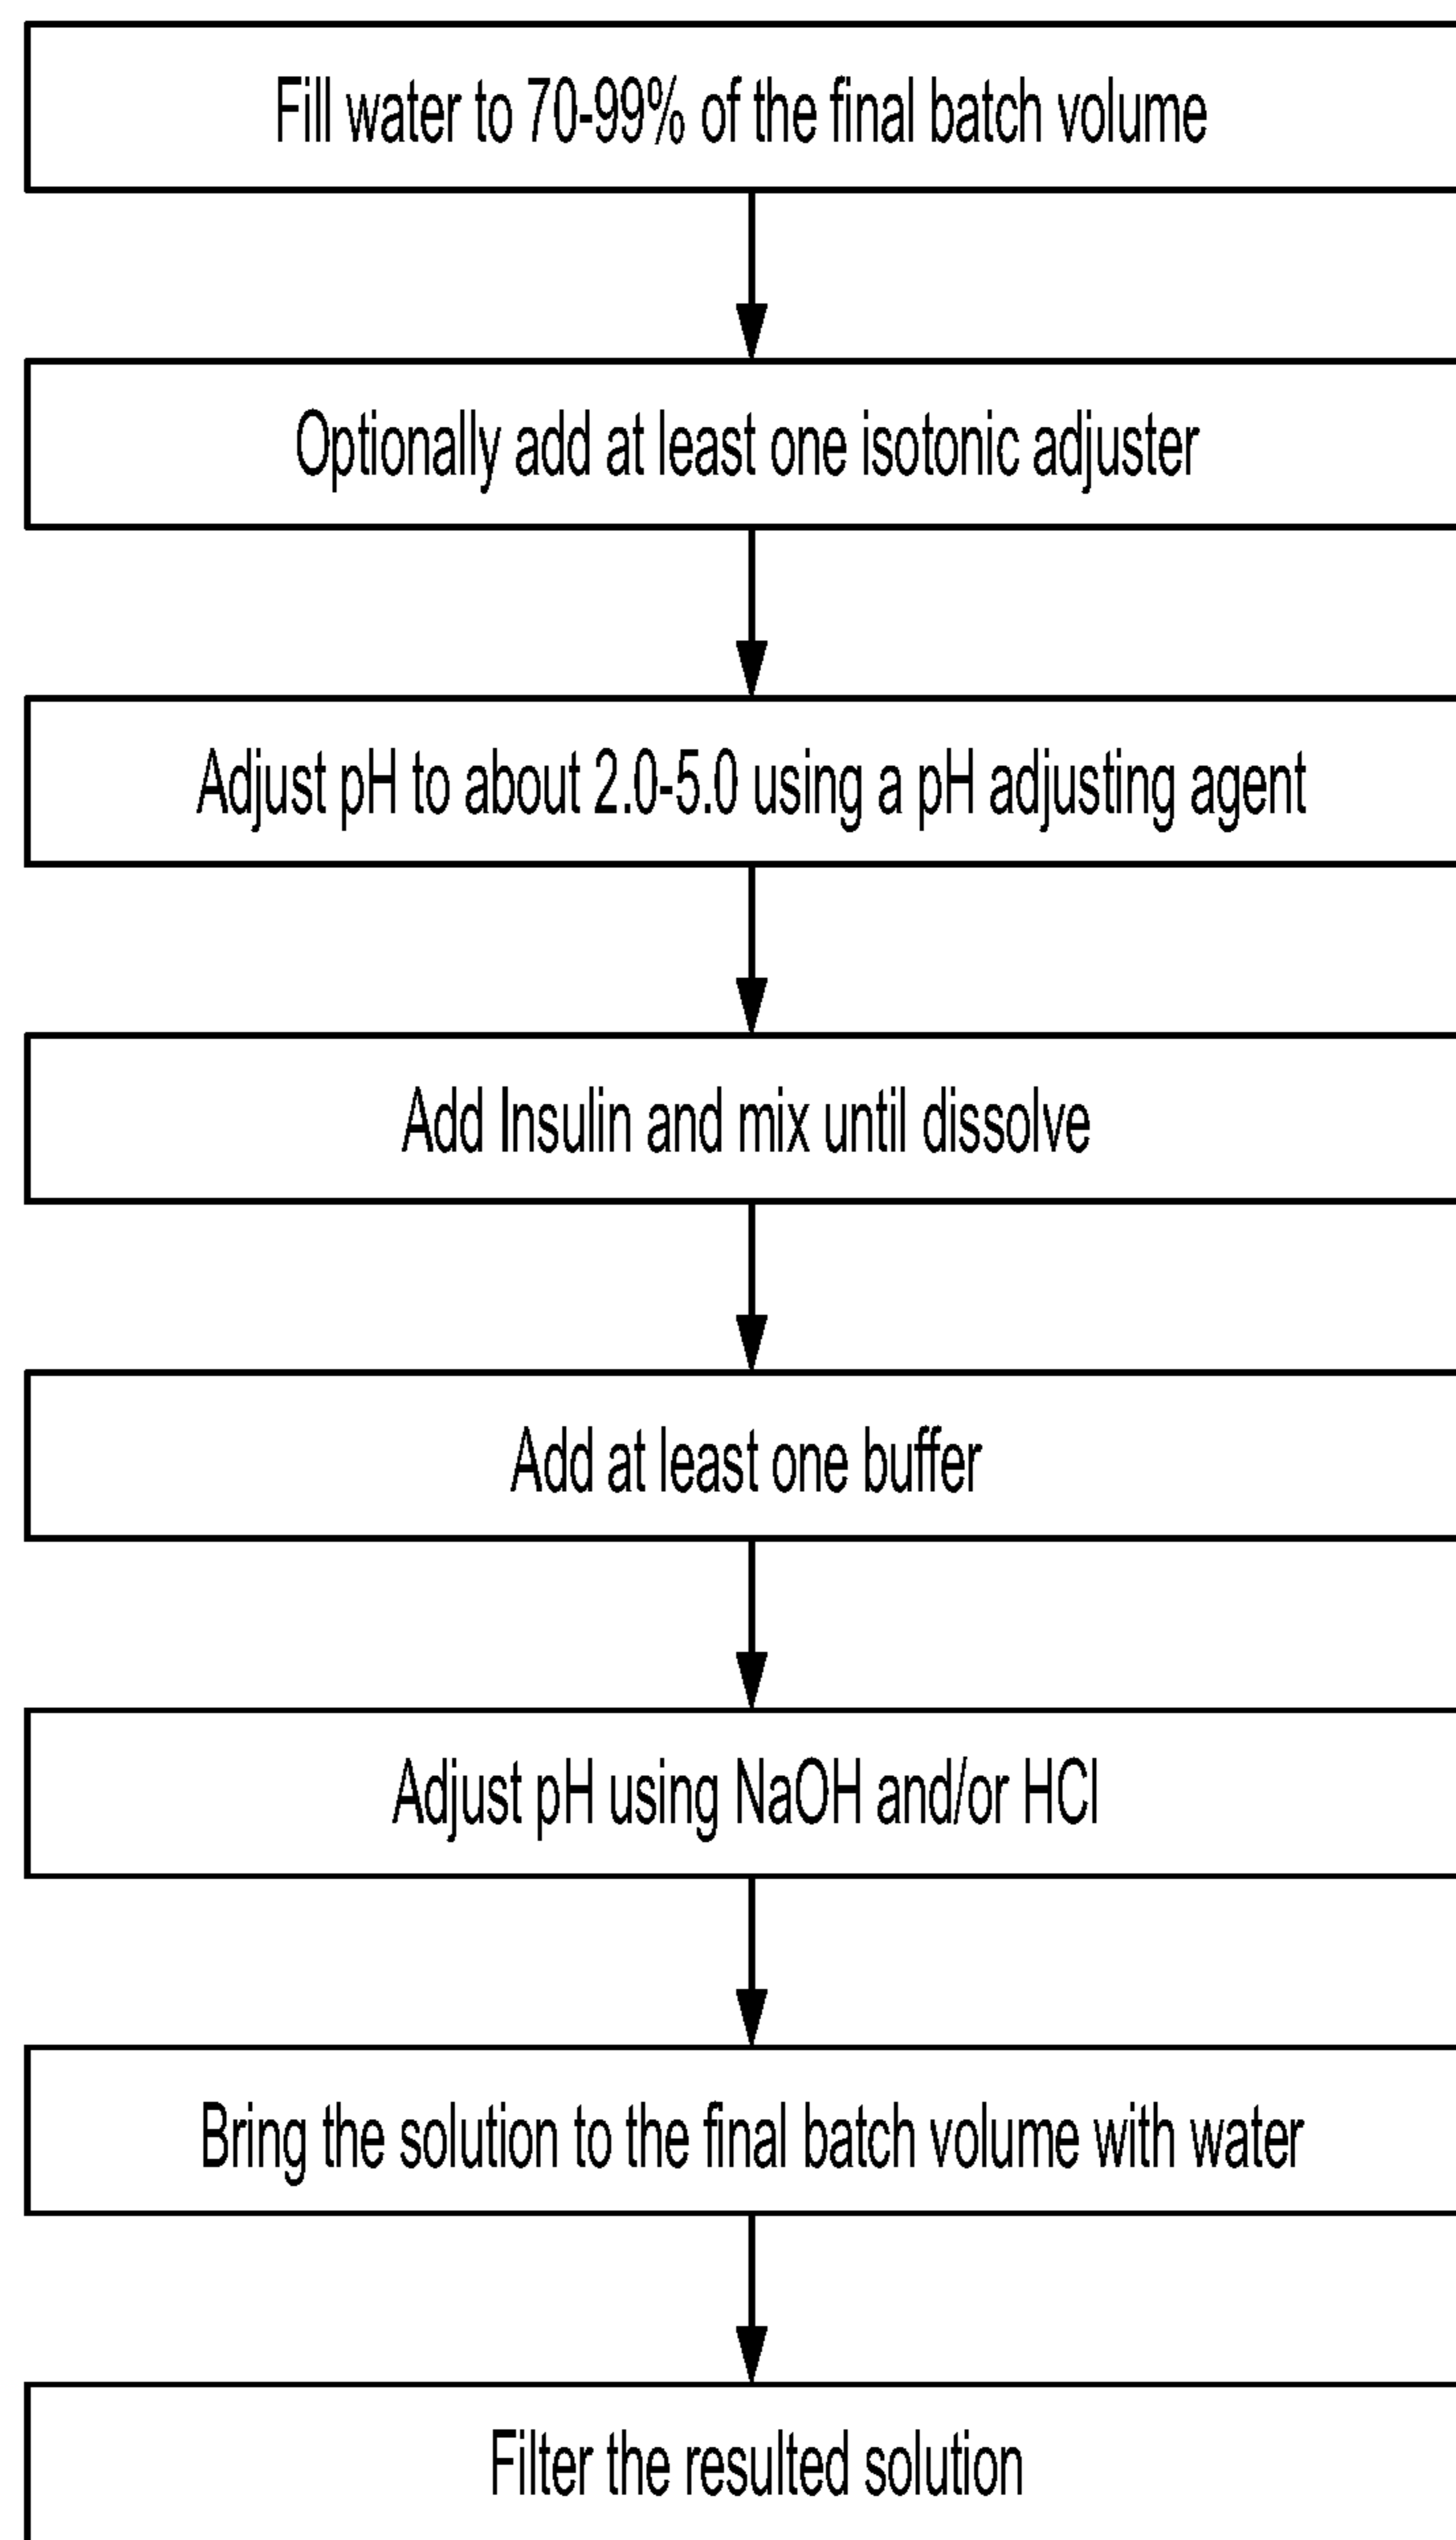 Fill water to 70-99% of the final batch volume
Optionally add at least one isotonic adjuster
Adjust pH to about 2.0-5.0 using a pH adjusting agent
Add Insulin and mix until dissolve
Add at least one buffer
Adjust pH using NaOH and/or HCl
Bring the solution to the final batch volume with water
Filter the resulted solution